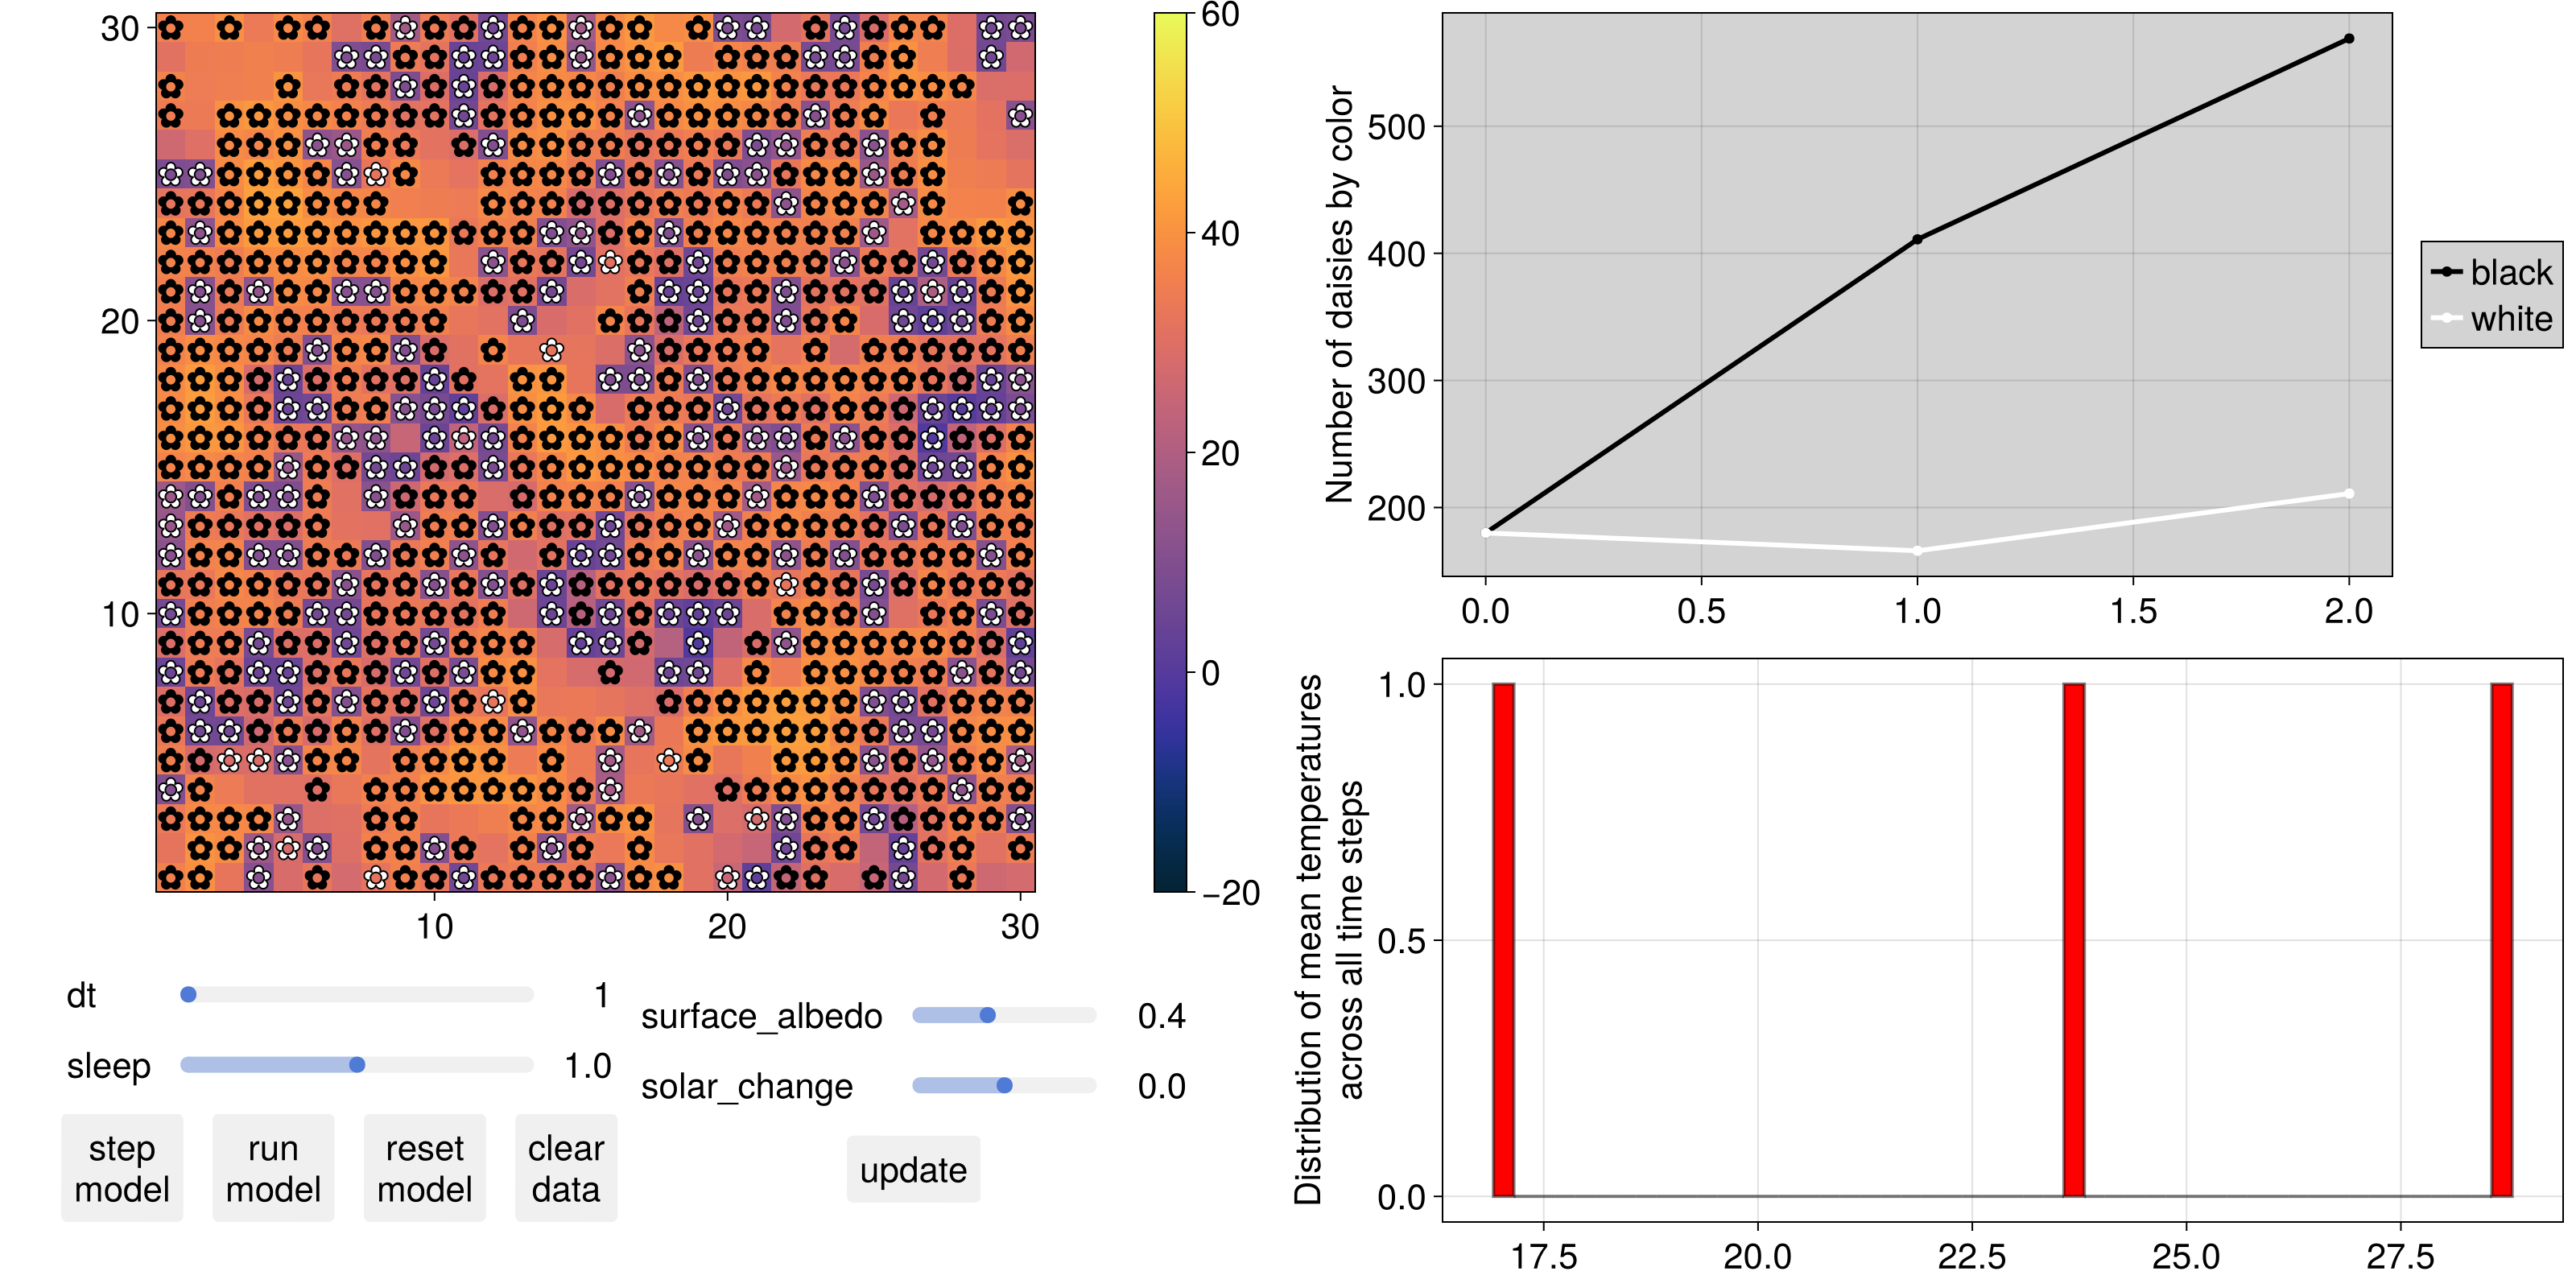 30
20
10
10
20
30
60
40
20
0
−20
Number of daisies by color
500
400
300
200
0.0
0.5
1.0
1.5
2.0
black
white
Distribution of mean temperatures
across all time steps
1.0
0.5
0.0
17.5
20.0
22.5
25.0
27.5
dt
1
sleep
1.0
surface_albedo
0.4
solar_change
0.0
step
model
run
model
reset
model
clear
data
update